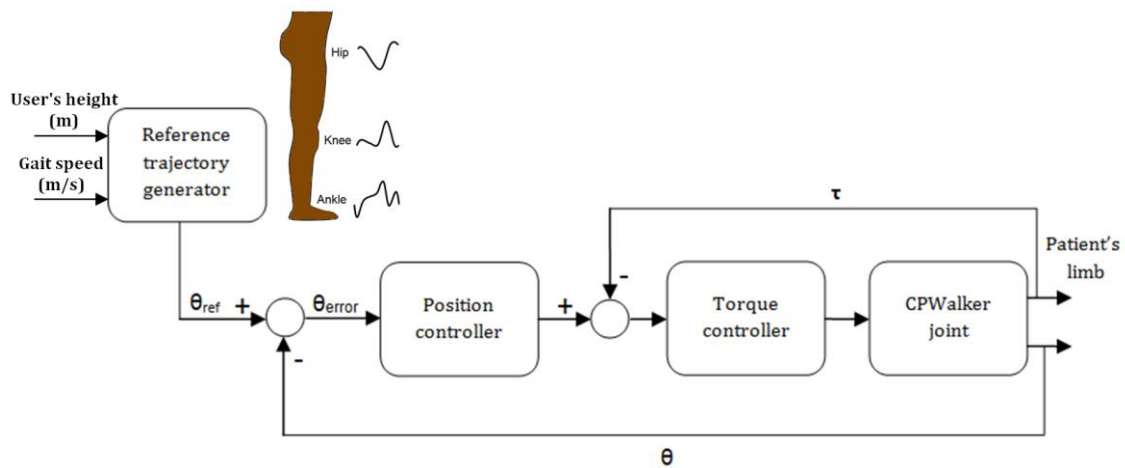 User's height
(m)
Gait speed
(m/s)
Reference
trajectory
generator
Hip
Knee
Ankle
θref
+
-
θerror
Position
controller
+
-
τ
Torque
controller
CPWalker
joint
Patient's
limb
θ